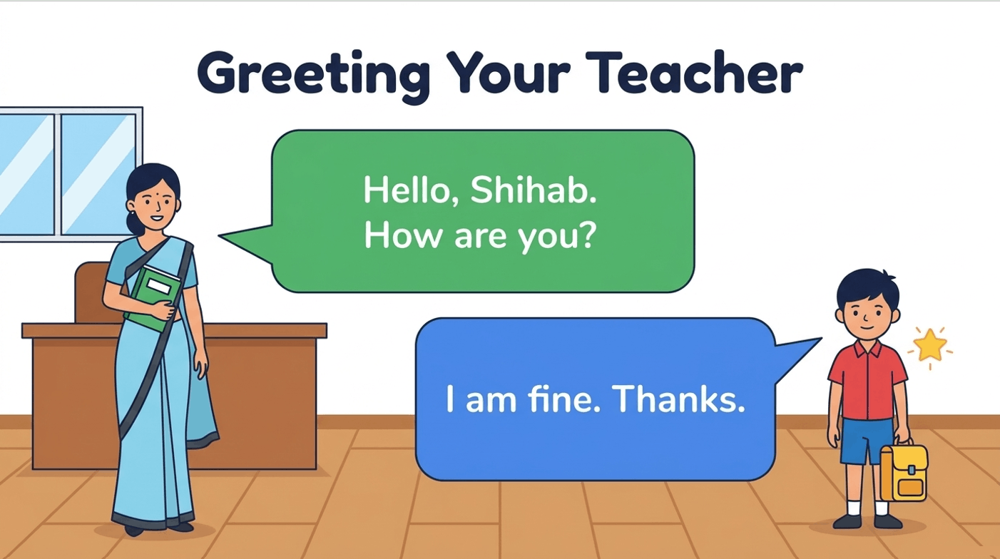 Greeting Your Teacher
Hello, Shihab.
How are you?
I am fine. Thanks.